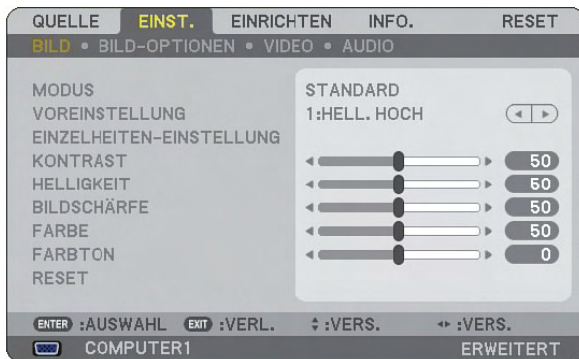 QUELLE EINST. EINRICHTEN INFO. RESET
BILD • BILD-OPTIONEN • VIDEO • AUDIO
MODUS STANDARD
VOREINSTELLUNG 1:HELL. HOCH
EINZELHEITEN-EINSTELLUNG
KONTRAST 50
HELLIGKEIT 50
BILDSCHÄRFE 50
FARBE 50
FARBTON 0
RESET
ENTER :AUSWAHL EXIT :VERL. :VERS. :VERS.
COMPUTER1 ERWEITERT